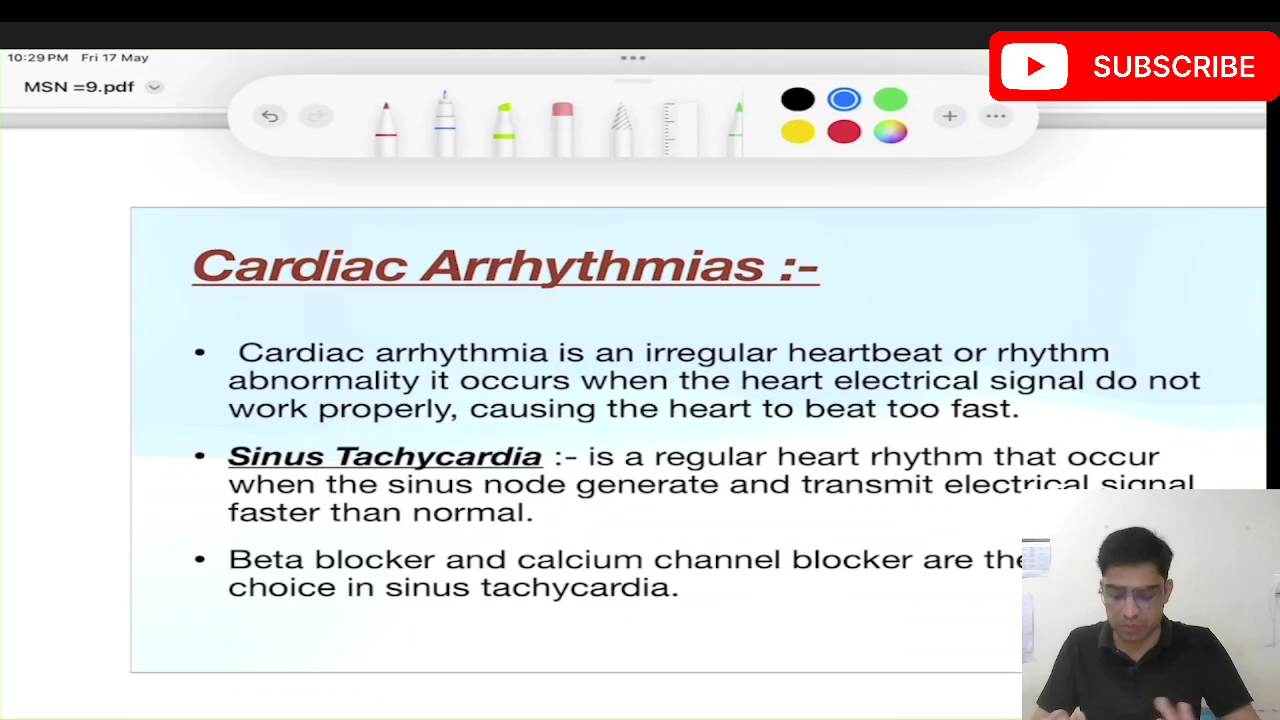 10:29 PM Fri 17 May
SUBSCRIBE
MSN =9.pdf
Cardiac Arrhythmias :-
• Cardiac arrhythmia is an irregular heartbeat or rhythm
abnormality it occurs when the heart electrical signal do not
work properly, causing the heart to beat too fast.
• Sinus Tachycardia :- is a regular heart rhythm that occur
when the sinus node generate and transmit electrical signal
faster than normal.
• Beta blocker and calcium channel blocker are the
choice in sinus tachycardia.